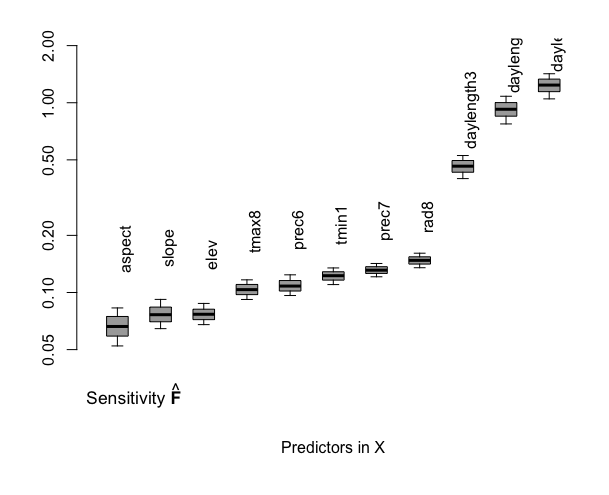 2.00
1.00
0.50
0.20
0.10
0.05
aspect
slope
elev
tmax8
prec6
tmin1
prec7
rad8
daylength3
dayleng
dayle
Sensitivity F̂
Predictors in X